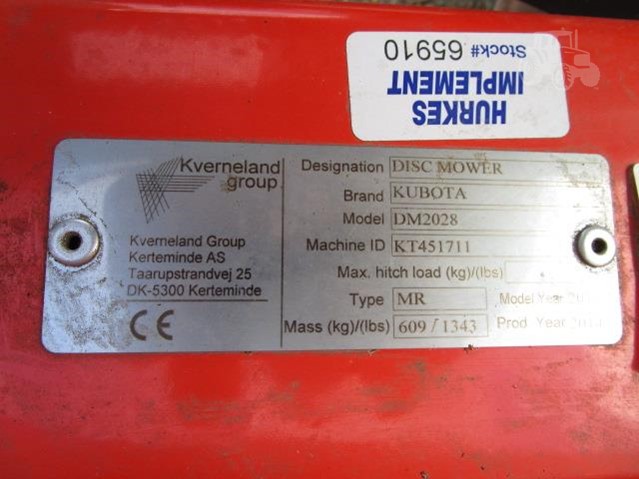 HURKES
IMPLEMENT
Stock# 65910
Kverneland
group
Kverneland Group
Kerteminde AS
Taarupstrandvej 25
DK-5300 Kerteminde
CE
Designation DISC MOWER
Brand KUBOTA
Model DM2028
Machine ID KT451711
Max. hitch load (kg)/(lbs)
Type MR Model Year
Mass (kg)/(lbs) 609 / 1343 Prod. Year